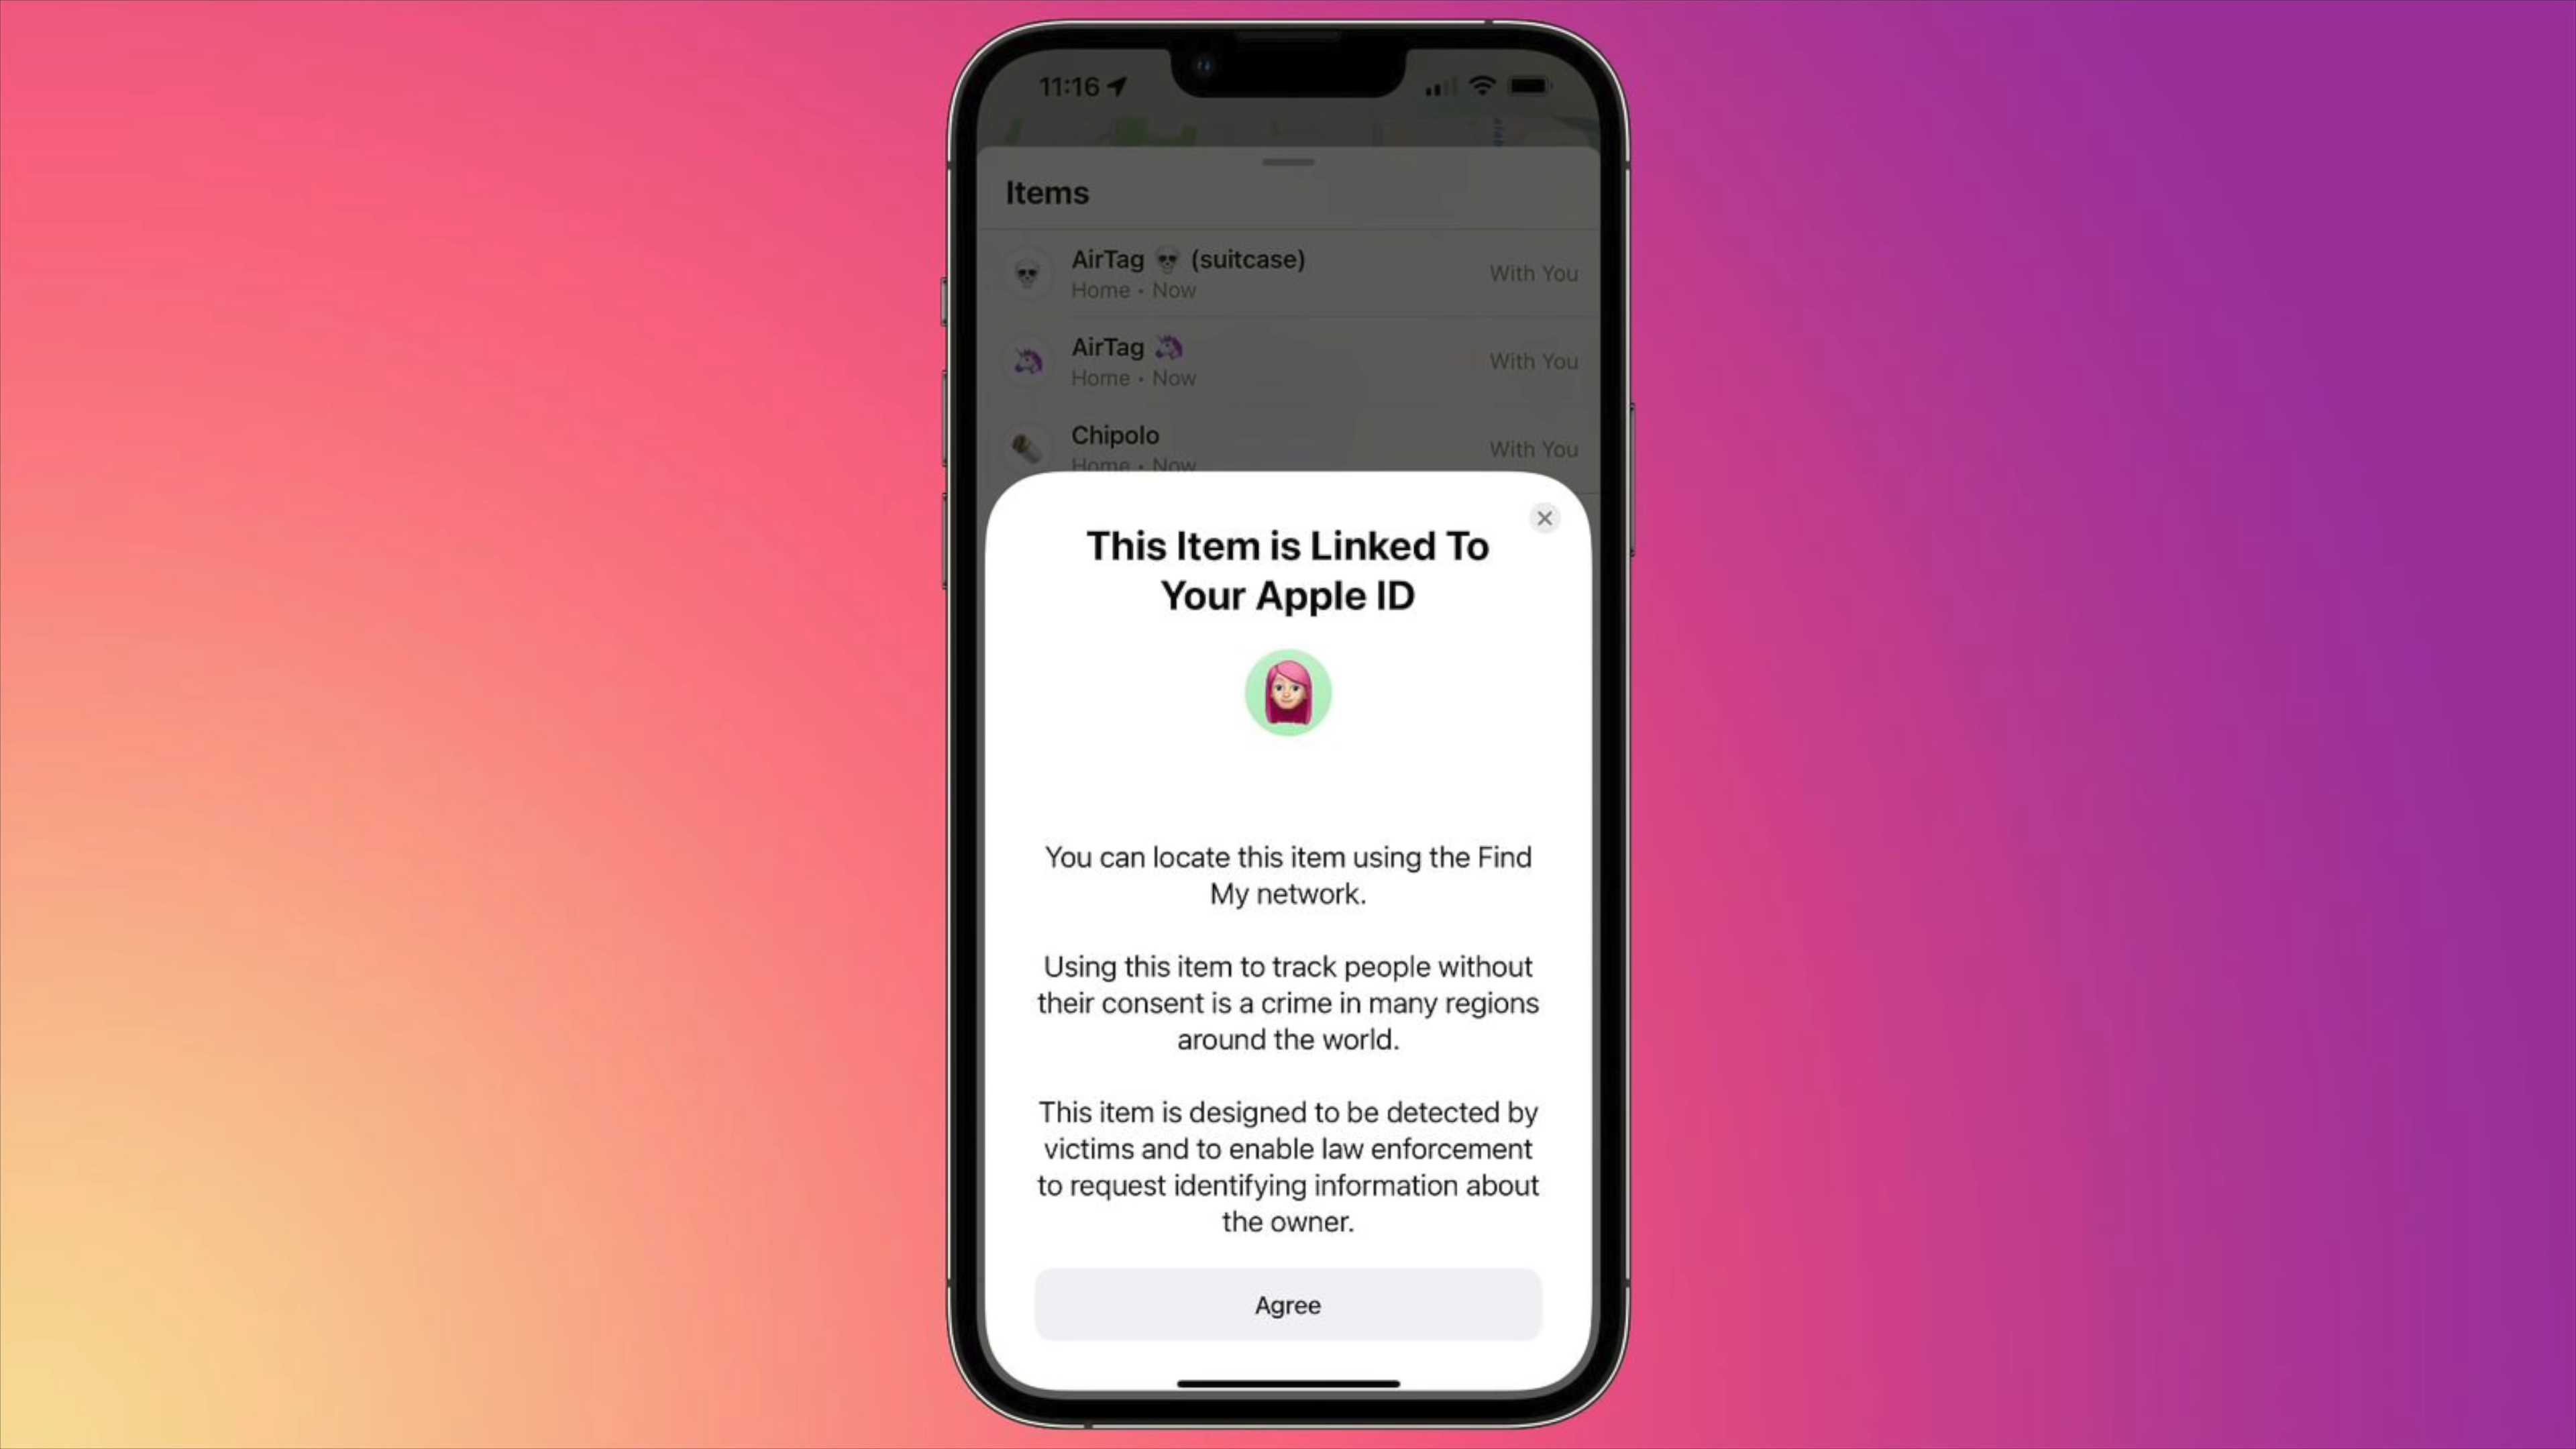 11:16
Items
AirTag 💀 (suitcase)
Home • Now
With You
AirTag 🦄
Home • Now
With You
Chipolo
Home • Now
With You
This Item is Linked To
Your Apple ID
You can locate this item using the Find
My network.
Using this item to track people without
their consent is a crime in many regions
around the world.
This item is designed to be detected by
victims and to enable law enforcement
to request identifying information about
the owner.
Agree